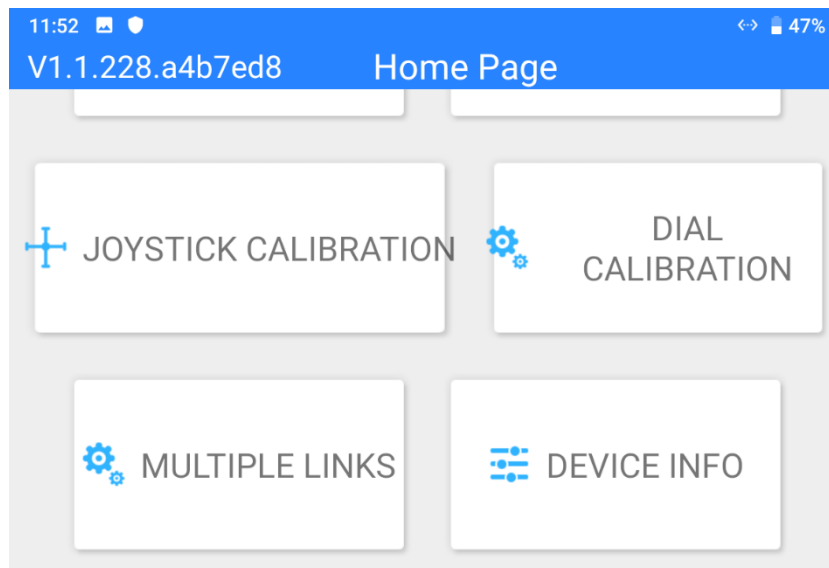 11:52 47%
V1.1.228.a4b7ed8 Home Page
JOYSTICK CALIBRATION
DIAL
CALIBRATION
MULTIPLE LINKS
DEVICE INFO